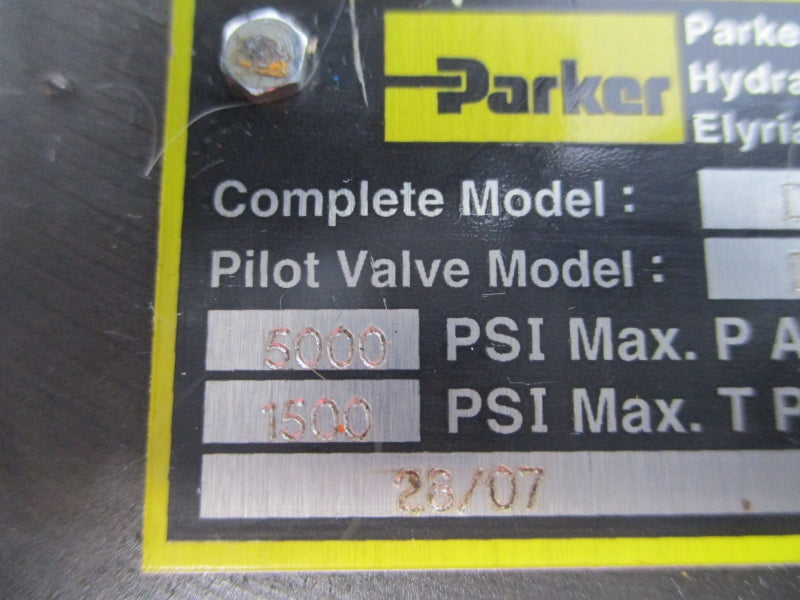 Parker
Parke
Hydra
Elyria
Complete Model :
Pilot Valve Model :
5000 PSI Max. P A
1500 PSI Max. T P
28/07